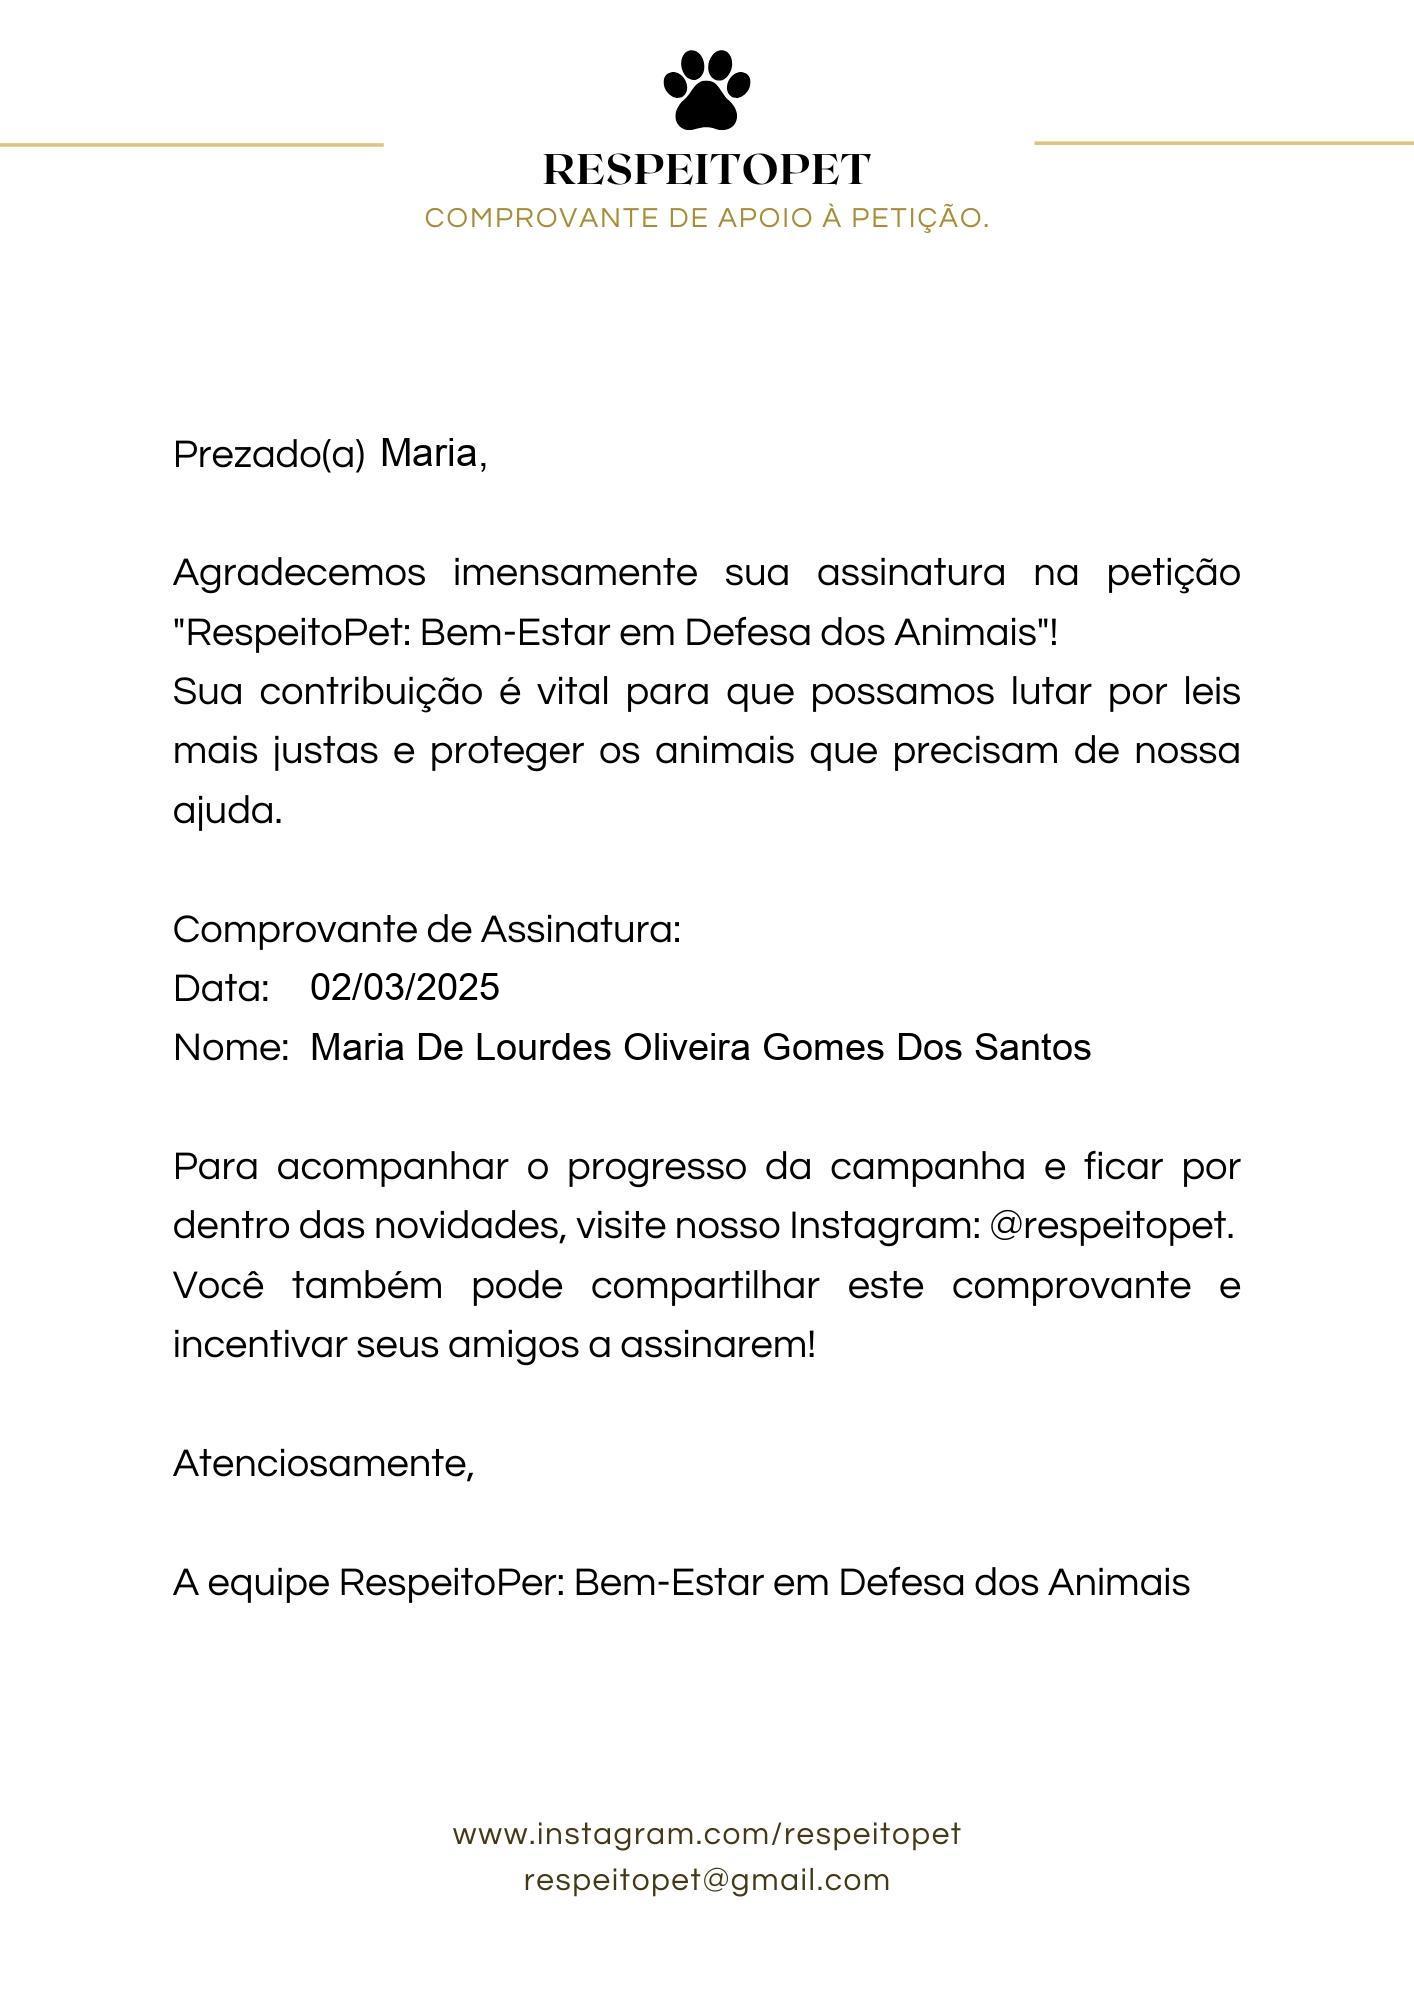 RESPEITOPET
COMPROVANTE DE APOIO À PETIÇÃO.
Prezado(a) Maria,
Agradecemos imensamente sua assinatura na petição
"RespeitoPet: Bem-Estar em Defesa dos Animais"!
Sua contribuição é vital para que possamos lutar por leis
mais justas e proteger os animais que precisam de nossa
ajuda.
Comprovante de Assinatura:
Data: 02/03/2025
Nome: Maria De Lourdes Oliveira Gomes Dos Santos
Para acompanhar o progresso da campanha e ficar por
dentro das novidades, visite nosso Instagram: @respeitopet.
Você também pode compartilhar este comprovante e
incentivar seus amigos a assinarem!
Atenciosamente,
A equipe RespeitoPer: Bem-Estar em Defesa dos Animais
www.instagram.com/respeitopet
respeitopet@gmail.com